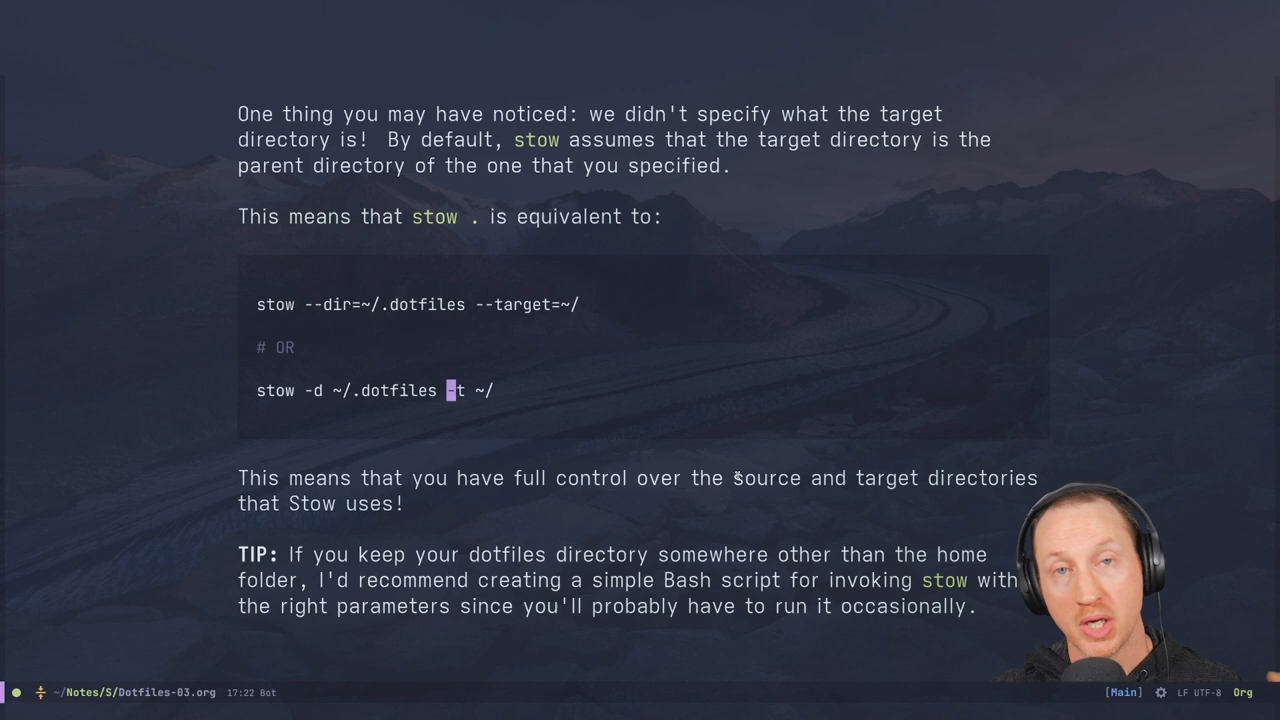 One thing you may have noticed: we didn't specify what the target
directory is!  By default, stow assumes that the target directory is the
parent directory of the one that you specified.
This means that stow . is equivalent to:
stow --dir=~/.dotfiles --target=~/
# OR
stow -d ~/.dotfiles -t ~/
This means that you have full control over the source and target directories
that Stow uses!
TIP: If you keep your dotfiles directory somewhere other than the home
folder, I'd recommend creating a simple Bash script for invoking stow with
the right parameters since you'll probably have to run it occasionally.
~/Notes/S/Dotfiles-03.org 17:22 Bot [Main] LF UTF-8 Org